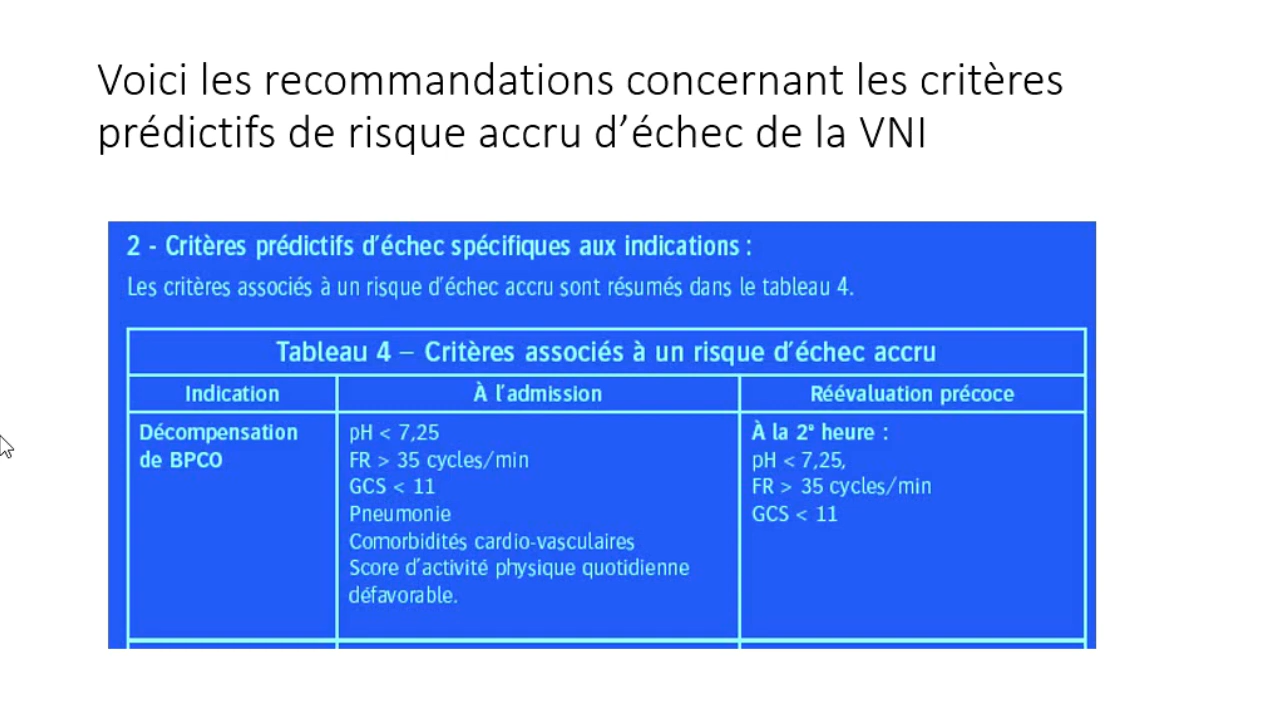 Voici les recommandations concernant les critères
prédictifs de risque accru d’échec de la VNI
2 - Critères prédictifs d’échec spécifiques aux indications :
Les critères associés à un risque d’échec accru sont résumés dans le tableau 4.
Tableau 4 – Critères associés à un risque d’échec accru
Indication
À l’admission
Réévaluation précoce
Décompensation
de BPCO
pH < 7,25
FR > 35 cycles/min
GCS < 11
Pneumonie
Comorbidités cardio-vasculaires
Score d’activité physique quotidienne
défavorable.
À la 2e heure :
pH < 7,25,
FR > 35 cycles/min
GCS < 11